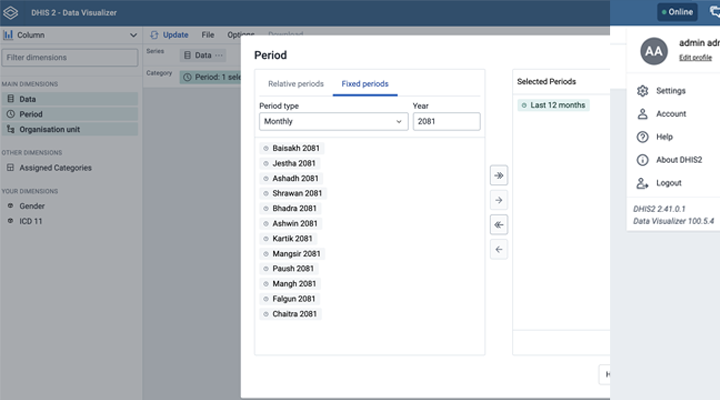 DHIS 2 - Data Visualizer
Online
Column
Update File Options Download
Filter dimensions
Series Data
Category Period: 1 sele
MAIN DIMENSIONS
Data
Period
Organisation unit
OTHER DIMENSIONS
Assigned Categories
YOUR DIMENSIONS
Gender
ICD 11
Period
Relative periods Fixed periods
Period type Year
Monthly 2081
Baisakh 2081
Jestha 2081
Ashadh 2081
Shrawan 2081
Bhadra 2081
Ashwin 2081
Kartik 2081
Mangsir 2081
Paush 2081
Mangh 2081
Falgun 2081
Chaitra 2081
Selected Periods
Last 12 months
H
AA
admin adr
Edit profile
Settings
Account
Help
About DHIS2
Logout
DHIS2 2.41.0.1
Data Visualizer 100.5.4